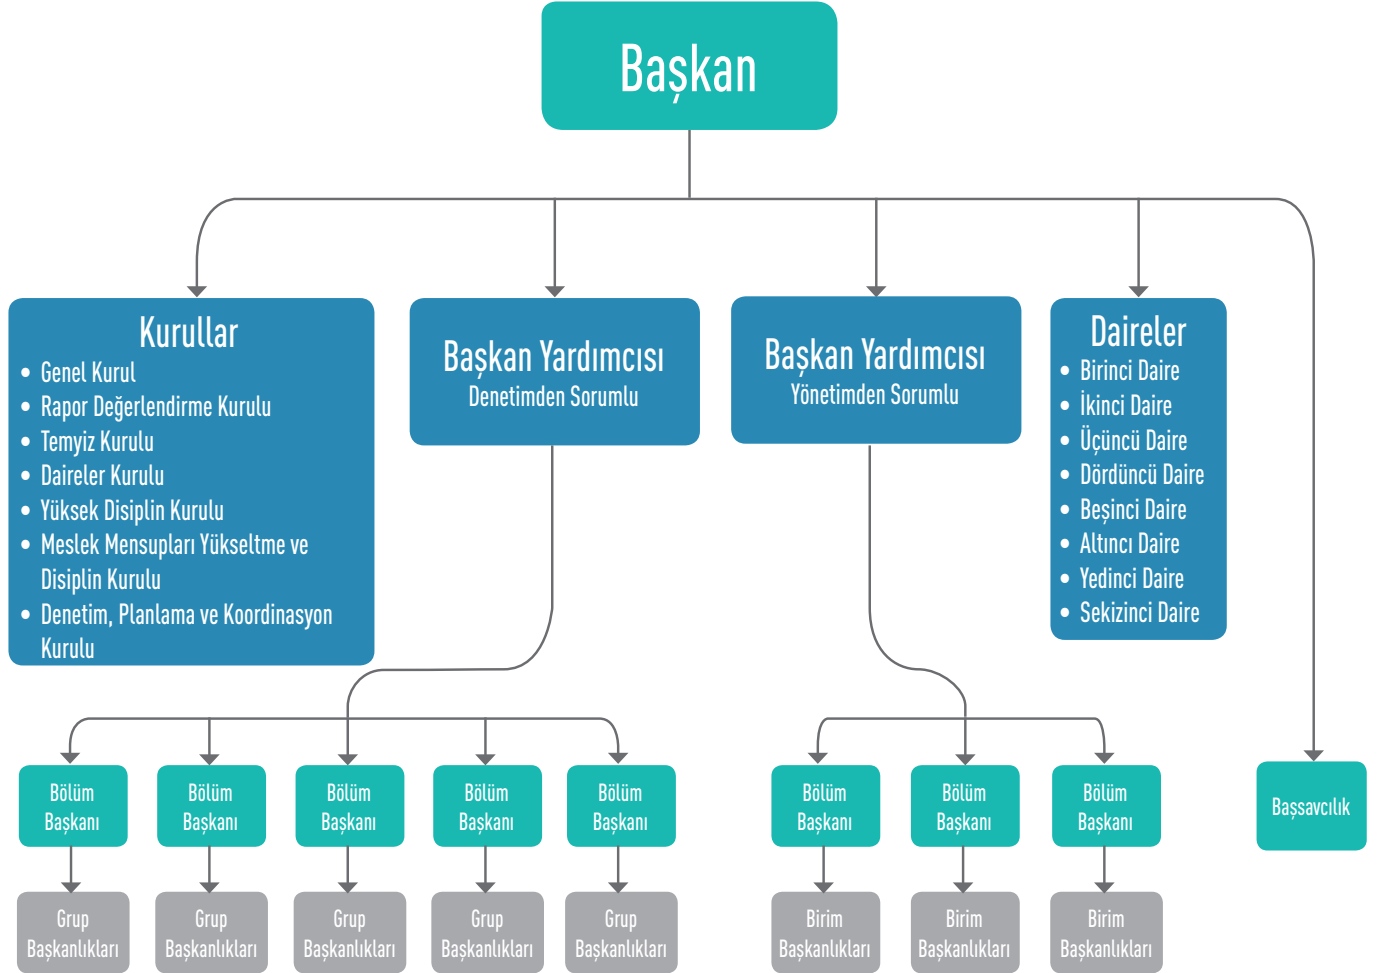 Başkan
Kurullar
• Genel Kurul
• Rapor Değerlendirme Kurulu
• Temyiz Kurulu
• Daireler Kurulu
• Yüksek Disiplin Kurulu
• Meslek Mensupları Yükseltme ve
Disiplin Kurulu
• Denetim, Planlama ve Koordinasyon
Kurulu
Başkan Yardımcısı
Denetimden Sorumlu
Başkan Yardımcısı
Yönetimden Sorumlu
Daireler
• Birinci Daire
• İkinci Daire
• Üçüncü Daire
• Dördüncü Daire
• Beşinci Daire
• Altıncı Daire
• Yedinci Daire
• Sekizinci Daire
Bölüm
Başkanı
Bölüm
Başkanı
Bölüm
Başkanı
Bölüm
Başkanı
Bölüm
Başkanı
Bölüm
Başkanı
Bölüm
Başkanı
Bölüm
Başkanı
Başsavcılık
Grup
Başkanlıkları
Grup
Başkanlıkları
Grup
Başkanlıkları
Grup
Başkanlıkları
Grup
Başkanlıkları
Birim
Başkanlıkları
Birim
Başkanlıkları
Birim
Başkanlıkları